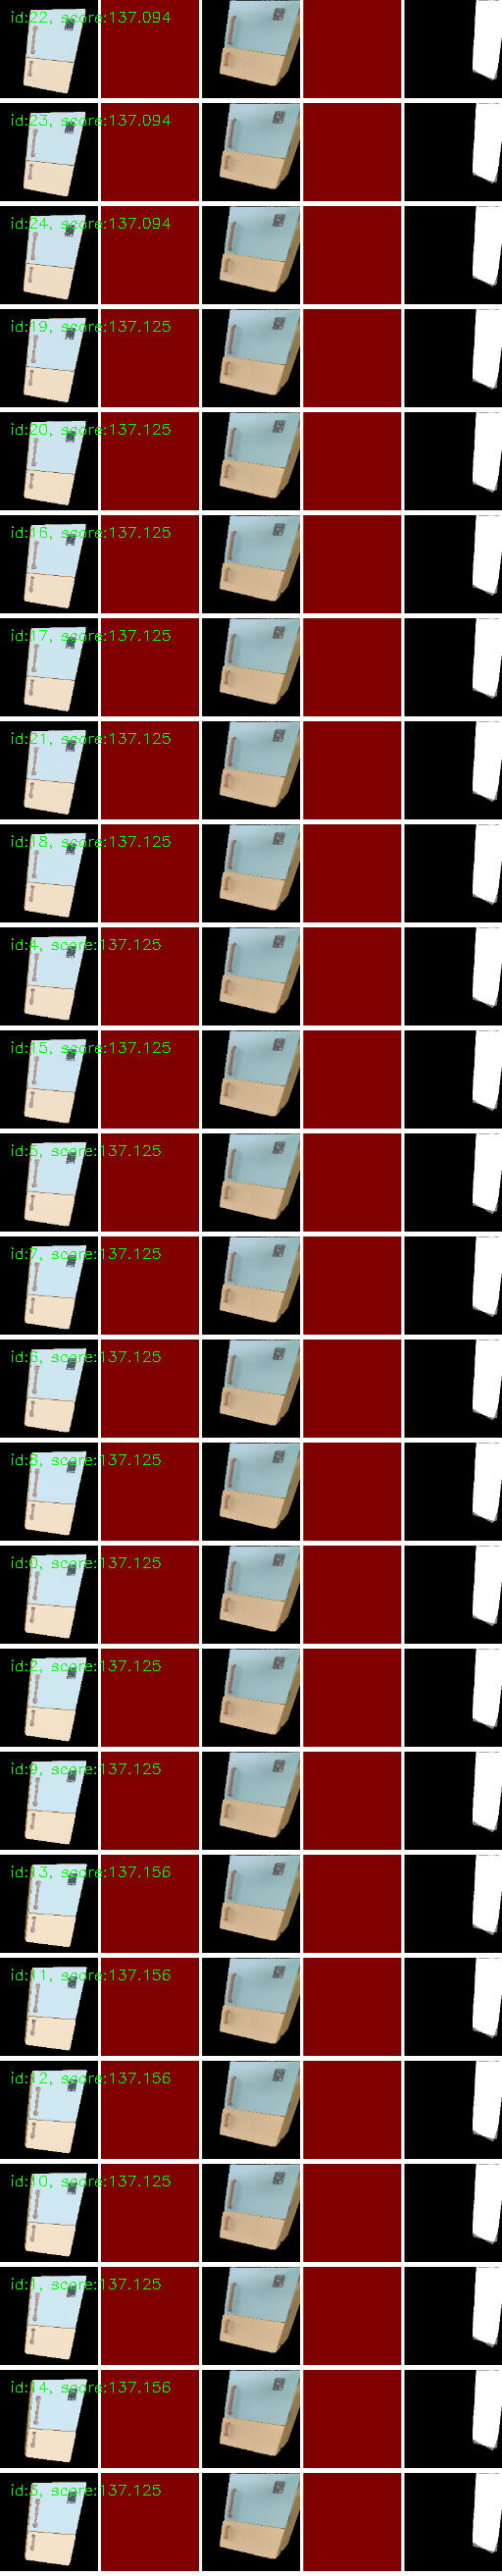 id:22, score:137.094
id:23, score:137.094
id:24, score:137.094
id:19, score:137.125
id:20, score:137.125
id:16, score:137.125
id:17, score:137.125
id:21, score:137.125
id:18, score:137.125
id:4, score:137.125
id:15, score:137.125
id:5, score:137.125
id:7, score:137.125
id:6, score:137.125
id:8, score:137.125
id:0, score:137.125
id:2, score:137.125
id:9, score:137.125
id:13, score:137.156
id:11, score:137.156
id:12, score:137.156
id:10, score:137.125
id:1, score:137.125
id:14, score:137.156
id:3, score:137.125